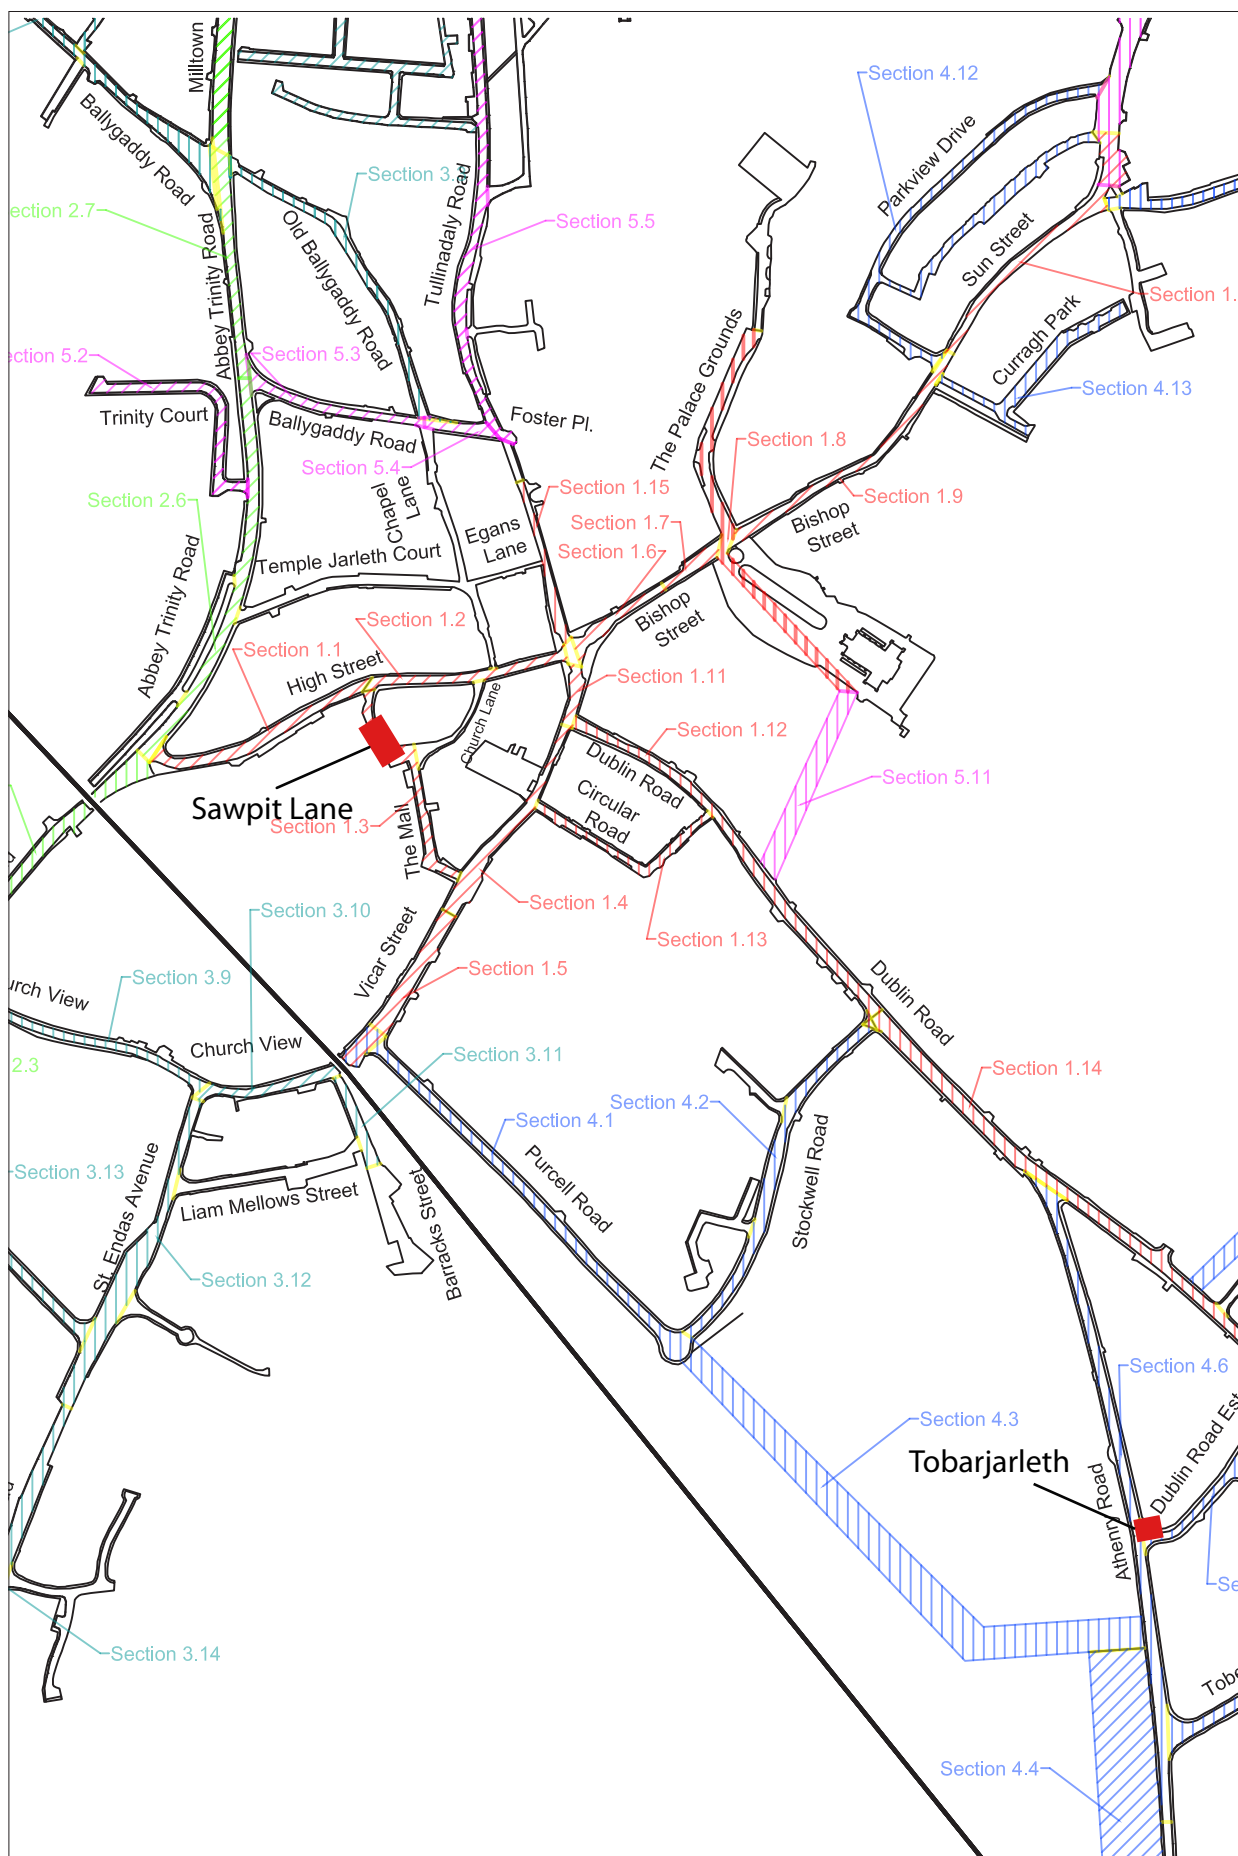 Milltown
Section 4.12
Ballygaddy Road
Parkview Drive
Section 3.
ection 2.7
Old Ballygaddy Road
Tullinadaly Road
Section 5.5
Sun Street
Abbey Trinity Road
Section 1.
Curragh Park
The Palace Grounds
ection 5.2
Section 5.3
Section 4.13
Trinity Court
Ballygaddy Road
Foster Pl.
Section 1.8
Section 5.4
Section 1.15
Section 1.9
Section 2.6
Chapel
Lane
Egans
Lane
Section 1.7
Bishop
Street
Section 1.6
Temple Jarleth Court
Abbey Trinity Road
Bishop
Street
Section 1.2
Section 1.1
High Street
Section 1.11
Church Lane
Section 1.12
Dublin Road
Section 5.11
Circular
Road
Sawpit Lane
Section 1.3
The Mall
Section 1.4
Section 3.10
Section 1.13
Vicar Street
Section 1.5
Section 3.9
urch View
Dublin Road
Church View
Section 3.11
2.3
Section 1.14
Section 4.2
Section 4.1
Stockwell Road
Section 3.13
Purcell Road
St. Endas Avenue
Liam Mellows Street
Barracks Street
Section 3.12
Section 4.6
Section 4.3
Dublin Road Est
Tobarjarleth
Athenry Road
Se
Section 3.14
Tobe
Section 4.4